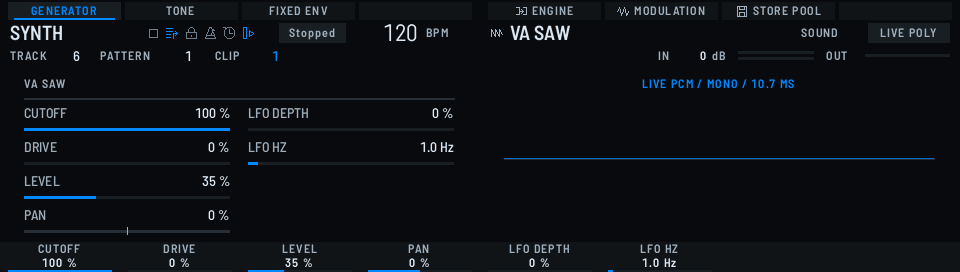 GENERATOR TONE FIXED ENV ENGINE MODULATION STORE POOL
SYNTH Stopped 120 BPM VA SAW SOUND LIVE POLY
TRACK 6 PATTERN 1 CLIP 1 IN 0 dB OUT
VA SAW LIVE PCM / MONO / 10.7 MS
CUTOFF 100 % LFO DEPTH 0 %
DRIVE 0 % LFO HZ 1.0 Hz
LEVEL 35 %
PAN 0 %
CUTOFF DRIVE LEVEL PAN LFO DEPTH LFO HZ
100 % 0 % 35 % 0 % 0 % 1.0 Hz